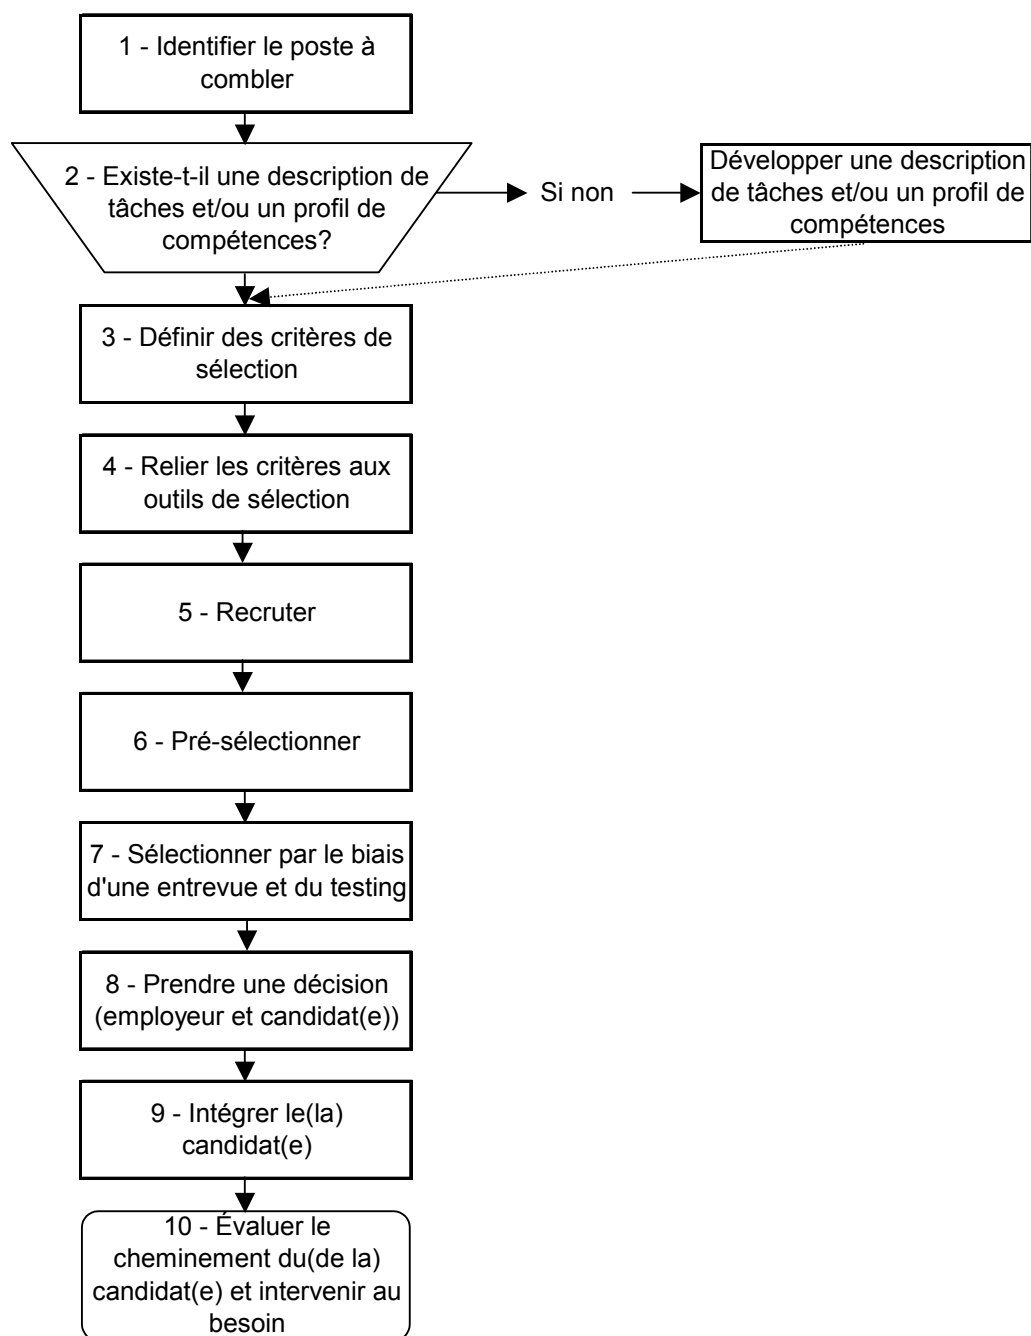 1 - Identifier le poste à
combler
2 - Existe-t-il une description de
tâches et/ou un profil de
compétences?
Si non
Développer une description
de tâches et/ou un profil de
compétences
3 - Définir des critères de
sélection
4 - Relier les critères aux
outils de sélection
5 - Recruter
6 - Pré-sélectionner
7 - Sélectionner par le biais
d'une entrevue et du testing
8 - Prendre une décision
(employeur et candidat(e))
9 - Intégrer le(la)
candidat(e)
10 - Évaluer le
cheminement du(de la)
candidat(e) et intervenir au
besoin